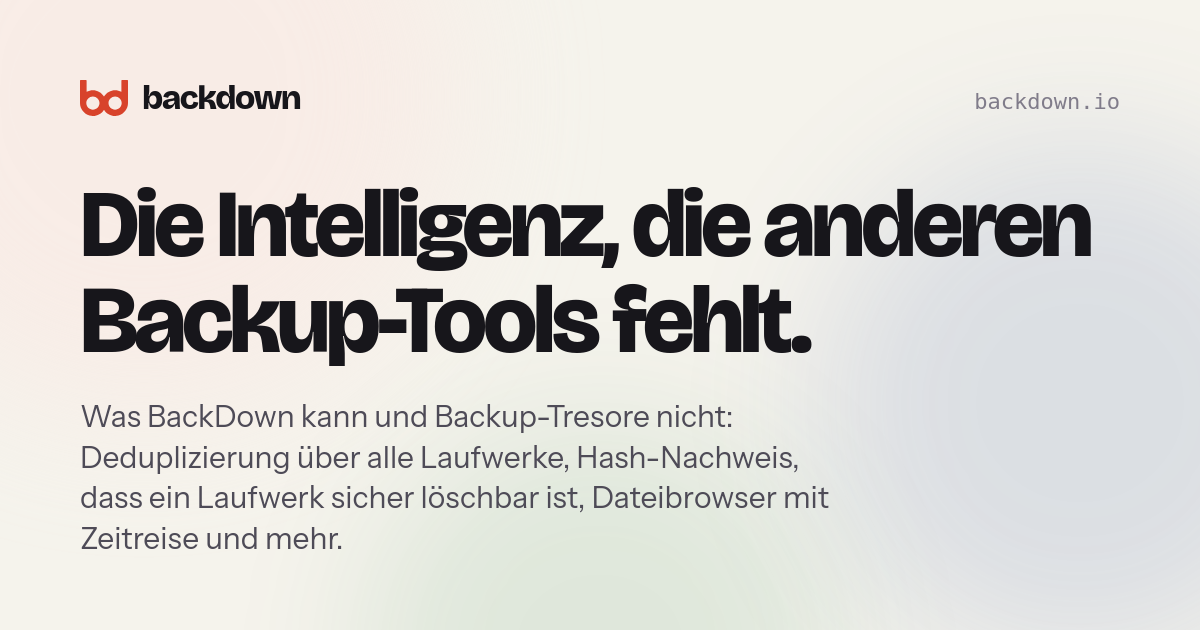 backdown
backdown.io
Die Intelligenz, die anderen
Backup-Tools fehlt.
Was BackDown kann und Backup-Tresore nicht:
Deduplizierung über alle Laufwerke, Hash-Nachweis,
dass ein Laufwerk sicher löschbar ist, Dateibrowser mit
Zeitreise und mehr.